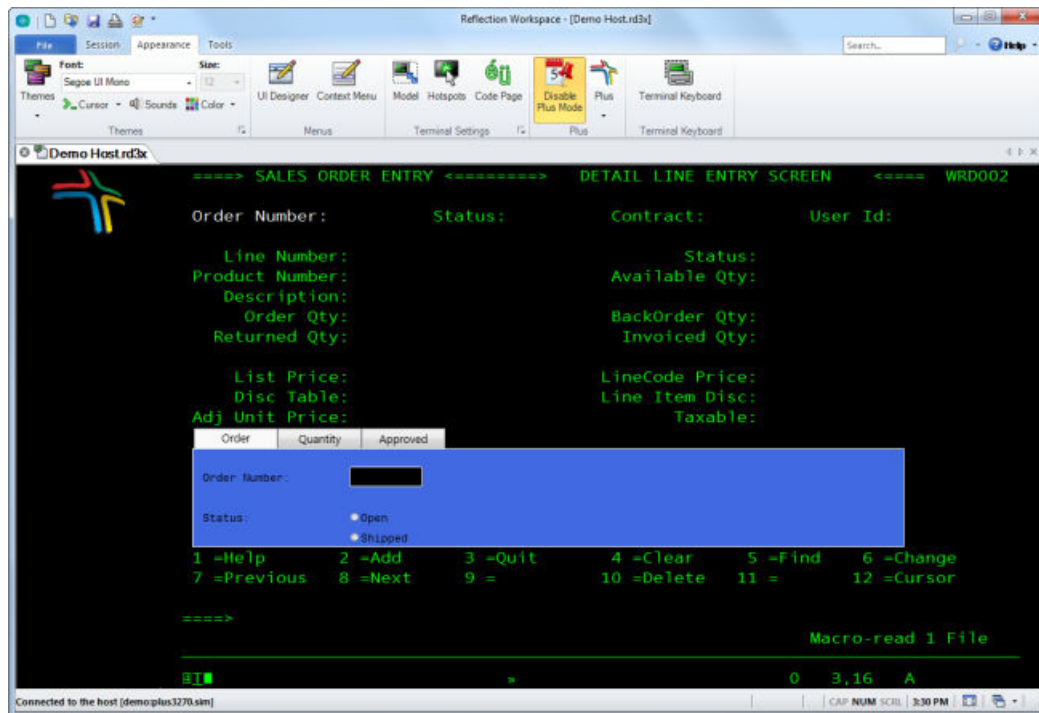 Reflection Workspace - [Demo Host.rd3x]
File Session Appearance Tools Search... Help
Font: Size:
Segoe UI Mono 12
Themes Cursor Sounds Color UI Designer Context Menu Model Hotspots Code Page Disable Plus Mode Plus Terminal Keyboard
Themes Menus Terminal Settings Plus Terminal Keyboard
Demo Host.rd3x
====> SALES ORDER ENTRY <=========> DETAIL LINE ENTRY SCREEN <==== WRD002
Order Number: Status: Contract: User Id:
Line Number: Status:
Product Number: Available Qty:
Description:
Order Qty: BackOrder Qty:
Returned Qty: Invoiced Qty:
List Price: LineCode Price:
Disc Table: Line Item Disc:
Adj Unit Price: Taxable:
Order Quantity Approved
Order Number:
Status: Open
Shipped
1 =Help 2 =Add 3 =Quit 4 =Clear 5 =Find 6 =Change
7 =Previous 8 =Next 9 = 10 =Delete 11 = 12 =Cursor
====>
Macro-read 1 File
0 3,16 A
Connected to the host [demo:plus3270.sim] CAP NUM SCRL 3:30 PM